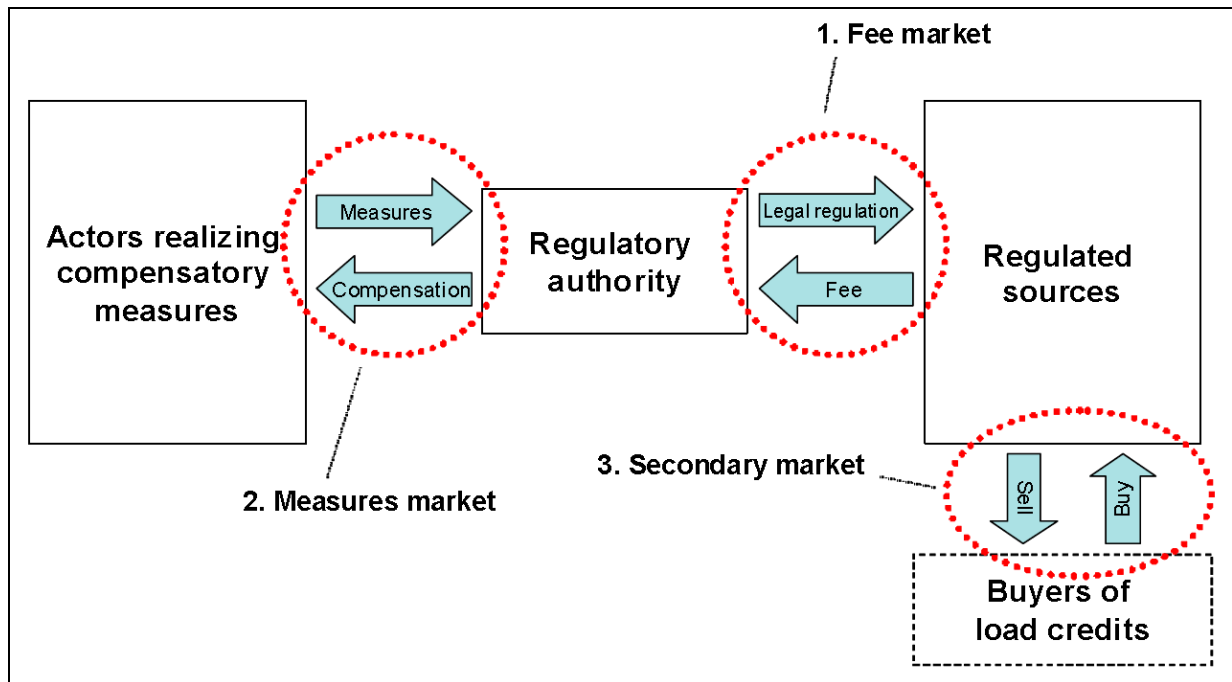 1. Fee market
Actors realizing
compensatory
measures
Measures
Compensation
Regulatory
authority
Legal regulation
Fee
Regulated
sources
2. Measures market
3. Secondary market
Sell
Buy
Buyers of
load credits